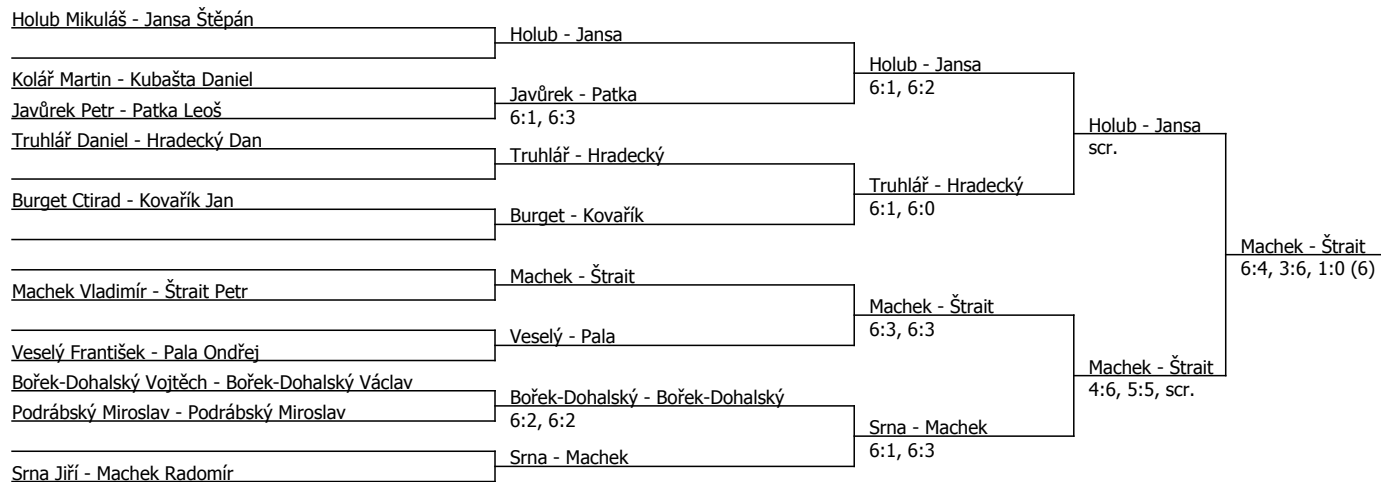 Holub Mikuláš - Jansa Štěpán
Kolář Martin - Kubašta Daniel
Javůrek Petr - Patka Leoš
Truhlář Daniel - Hradecký Dan
Burget Ctirad - Kovařík Jan
Machek Vladimír - Štrait Petr
Veselý František - Pala Ondřej
Bořek-Dohalský Vojtěch - Bořek-Dohalský Václav
Podrábský Miroslav - Podrábský Miroslav
Srna Jiří - Machek Radomír
Holub - Jansa
Javůrek - Patka
6:1, 6:3
Truhlář - Hradecký
Burget - Kovařík
Machek - Štrait
Veselý - Pala
Bořek-Dohalský - Bořek-Dohalský
6:2, 6:2
Srna - Machek
Holub - Jansa
6:1, 6:2
Truhlář - Hradecký
6:1, 6:0
Machek - Štrait
6:3, 6:3
Srna - Machek
6:1, 6:3
Holub - Jansa
scr.
Machek - Štrait
4:6, 5:5, scr.
Machek - Štrait
6:4, 3:6, 1:0 (6)